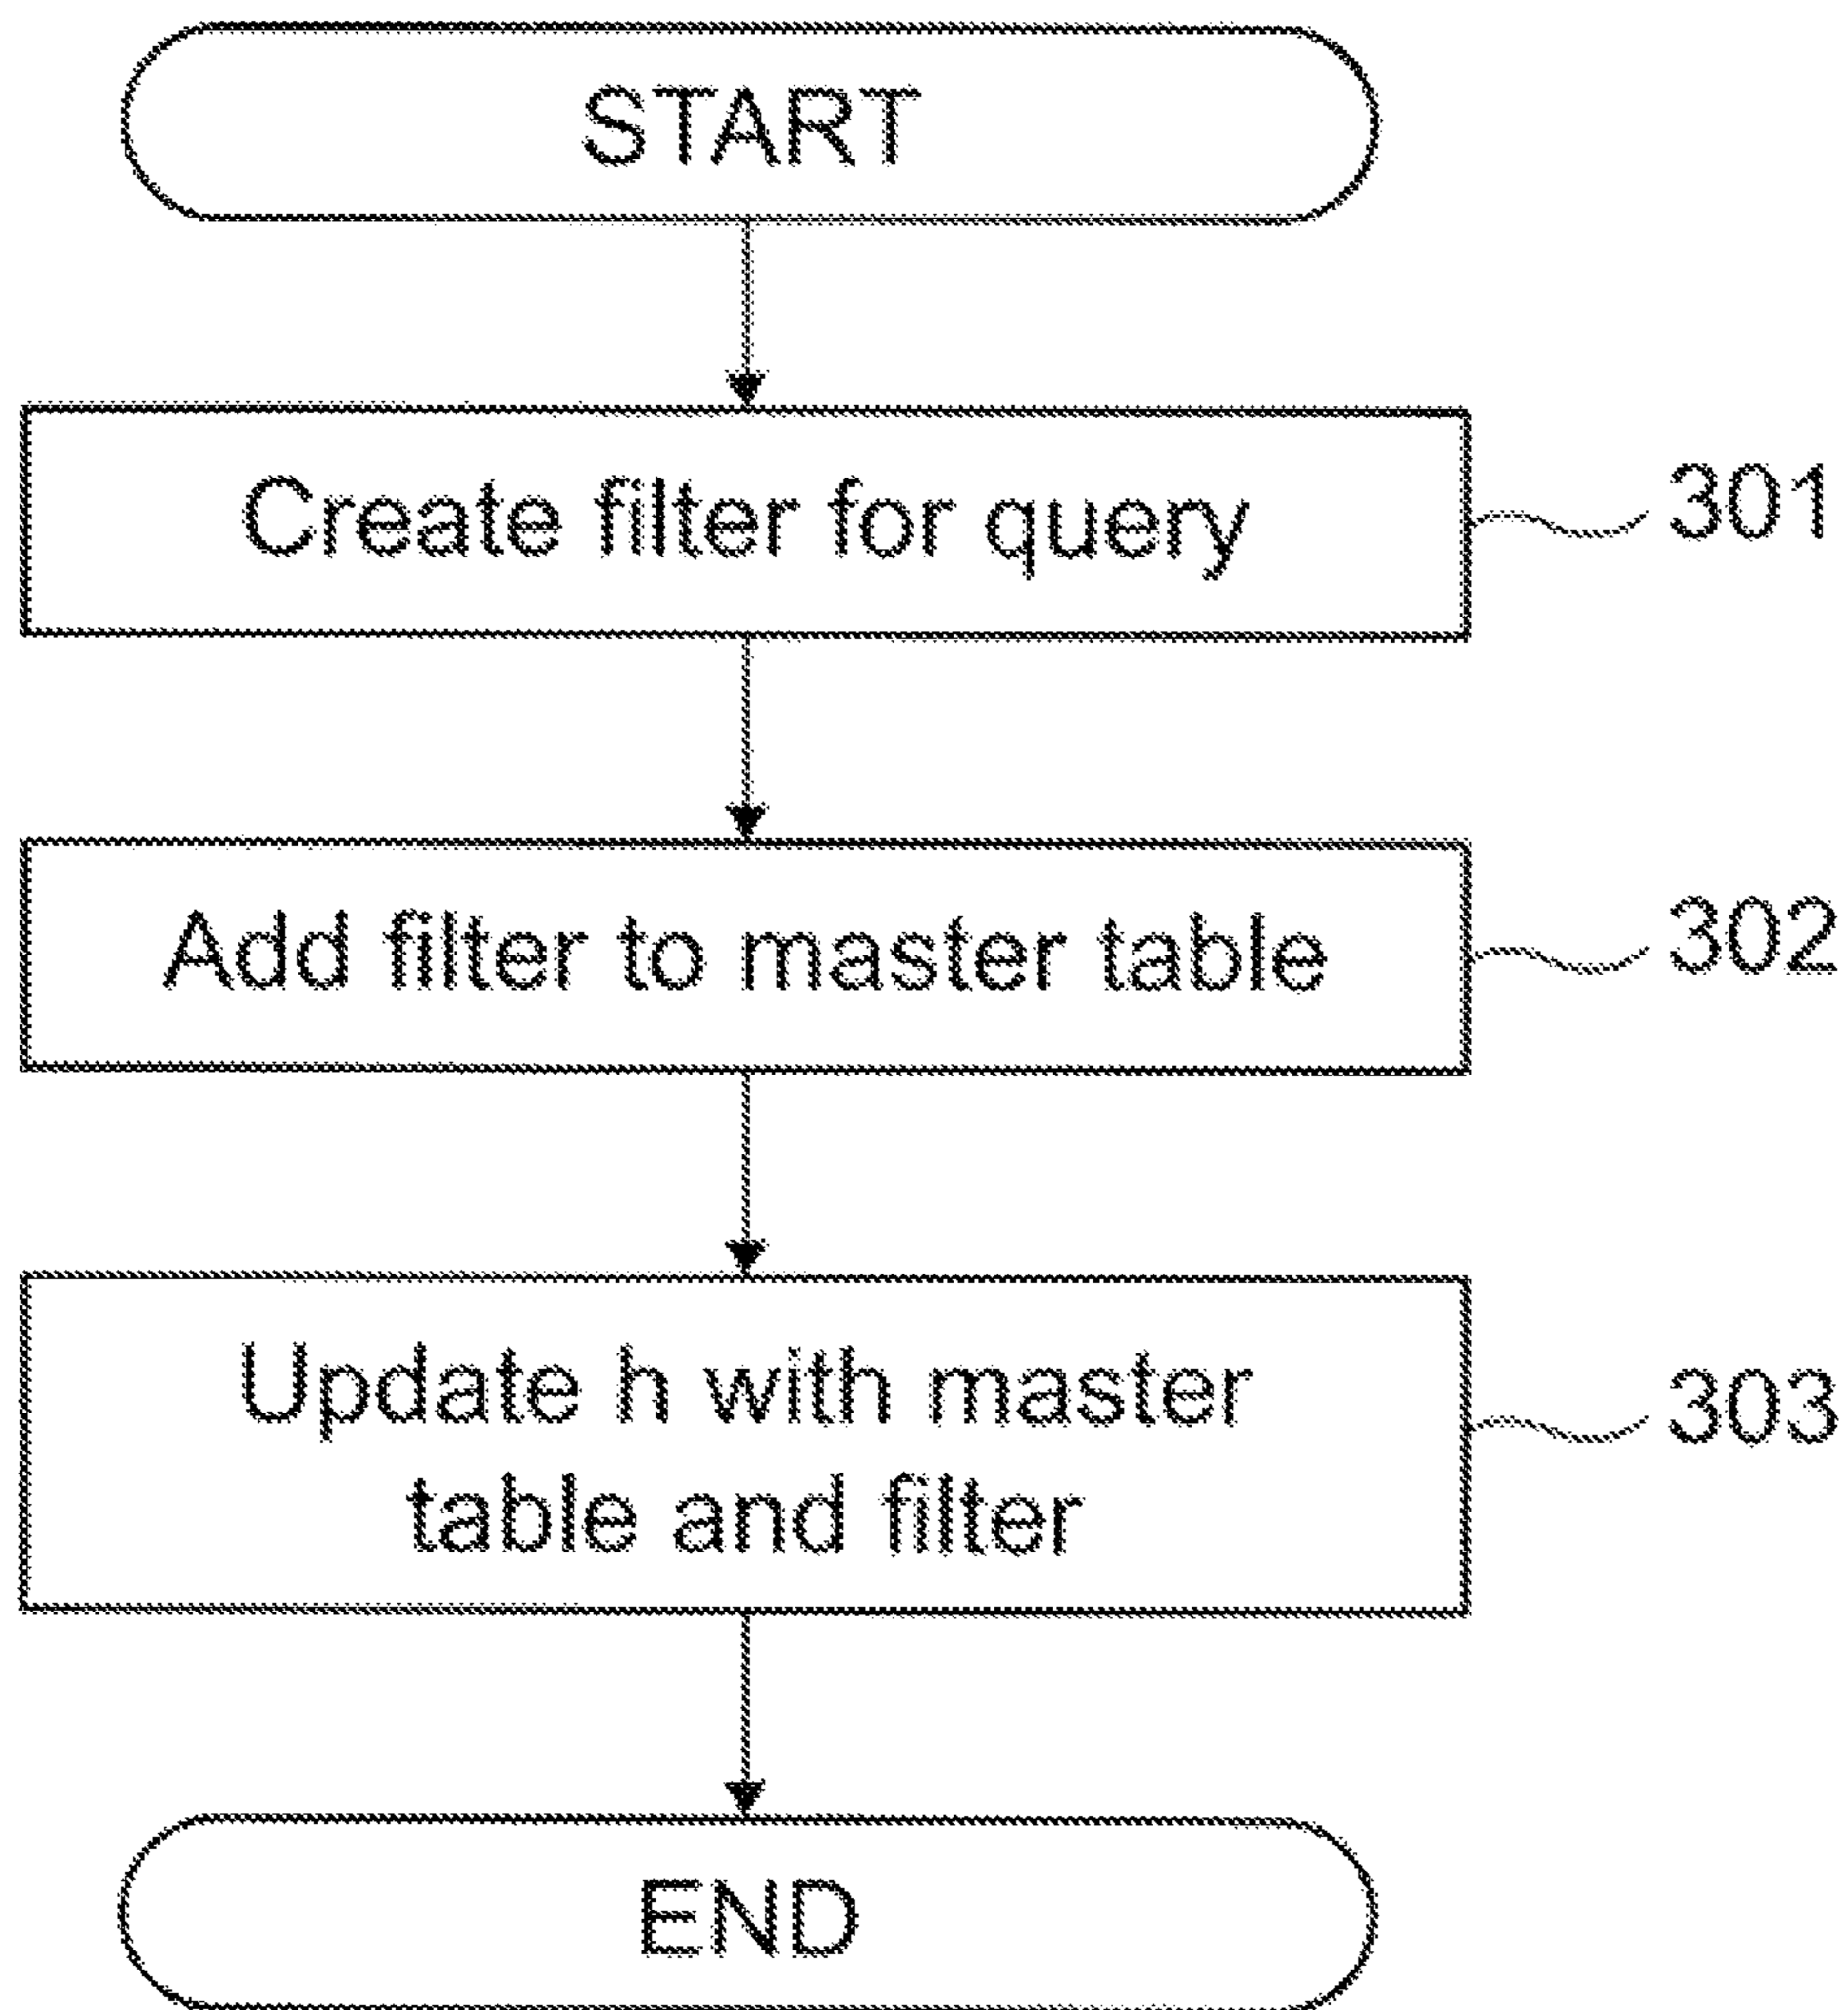 START
Create filter for query
301
Add filter to master table
302
Update h with master
table and filter
303
END